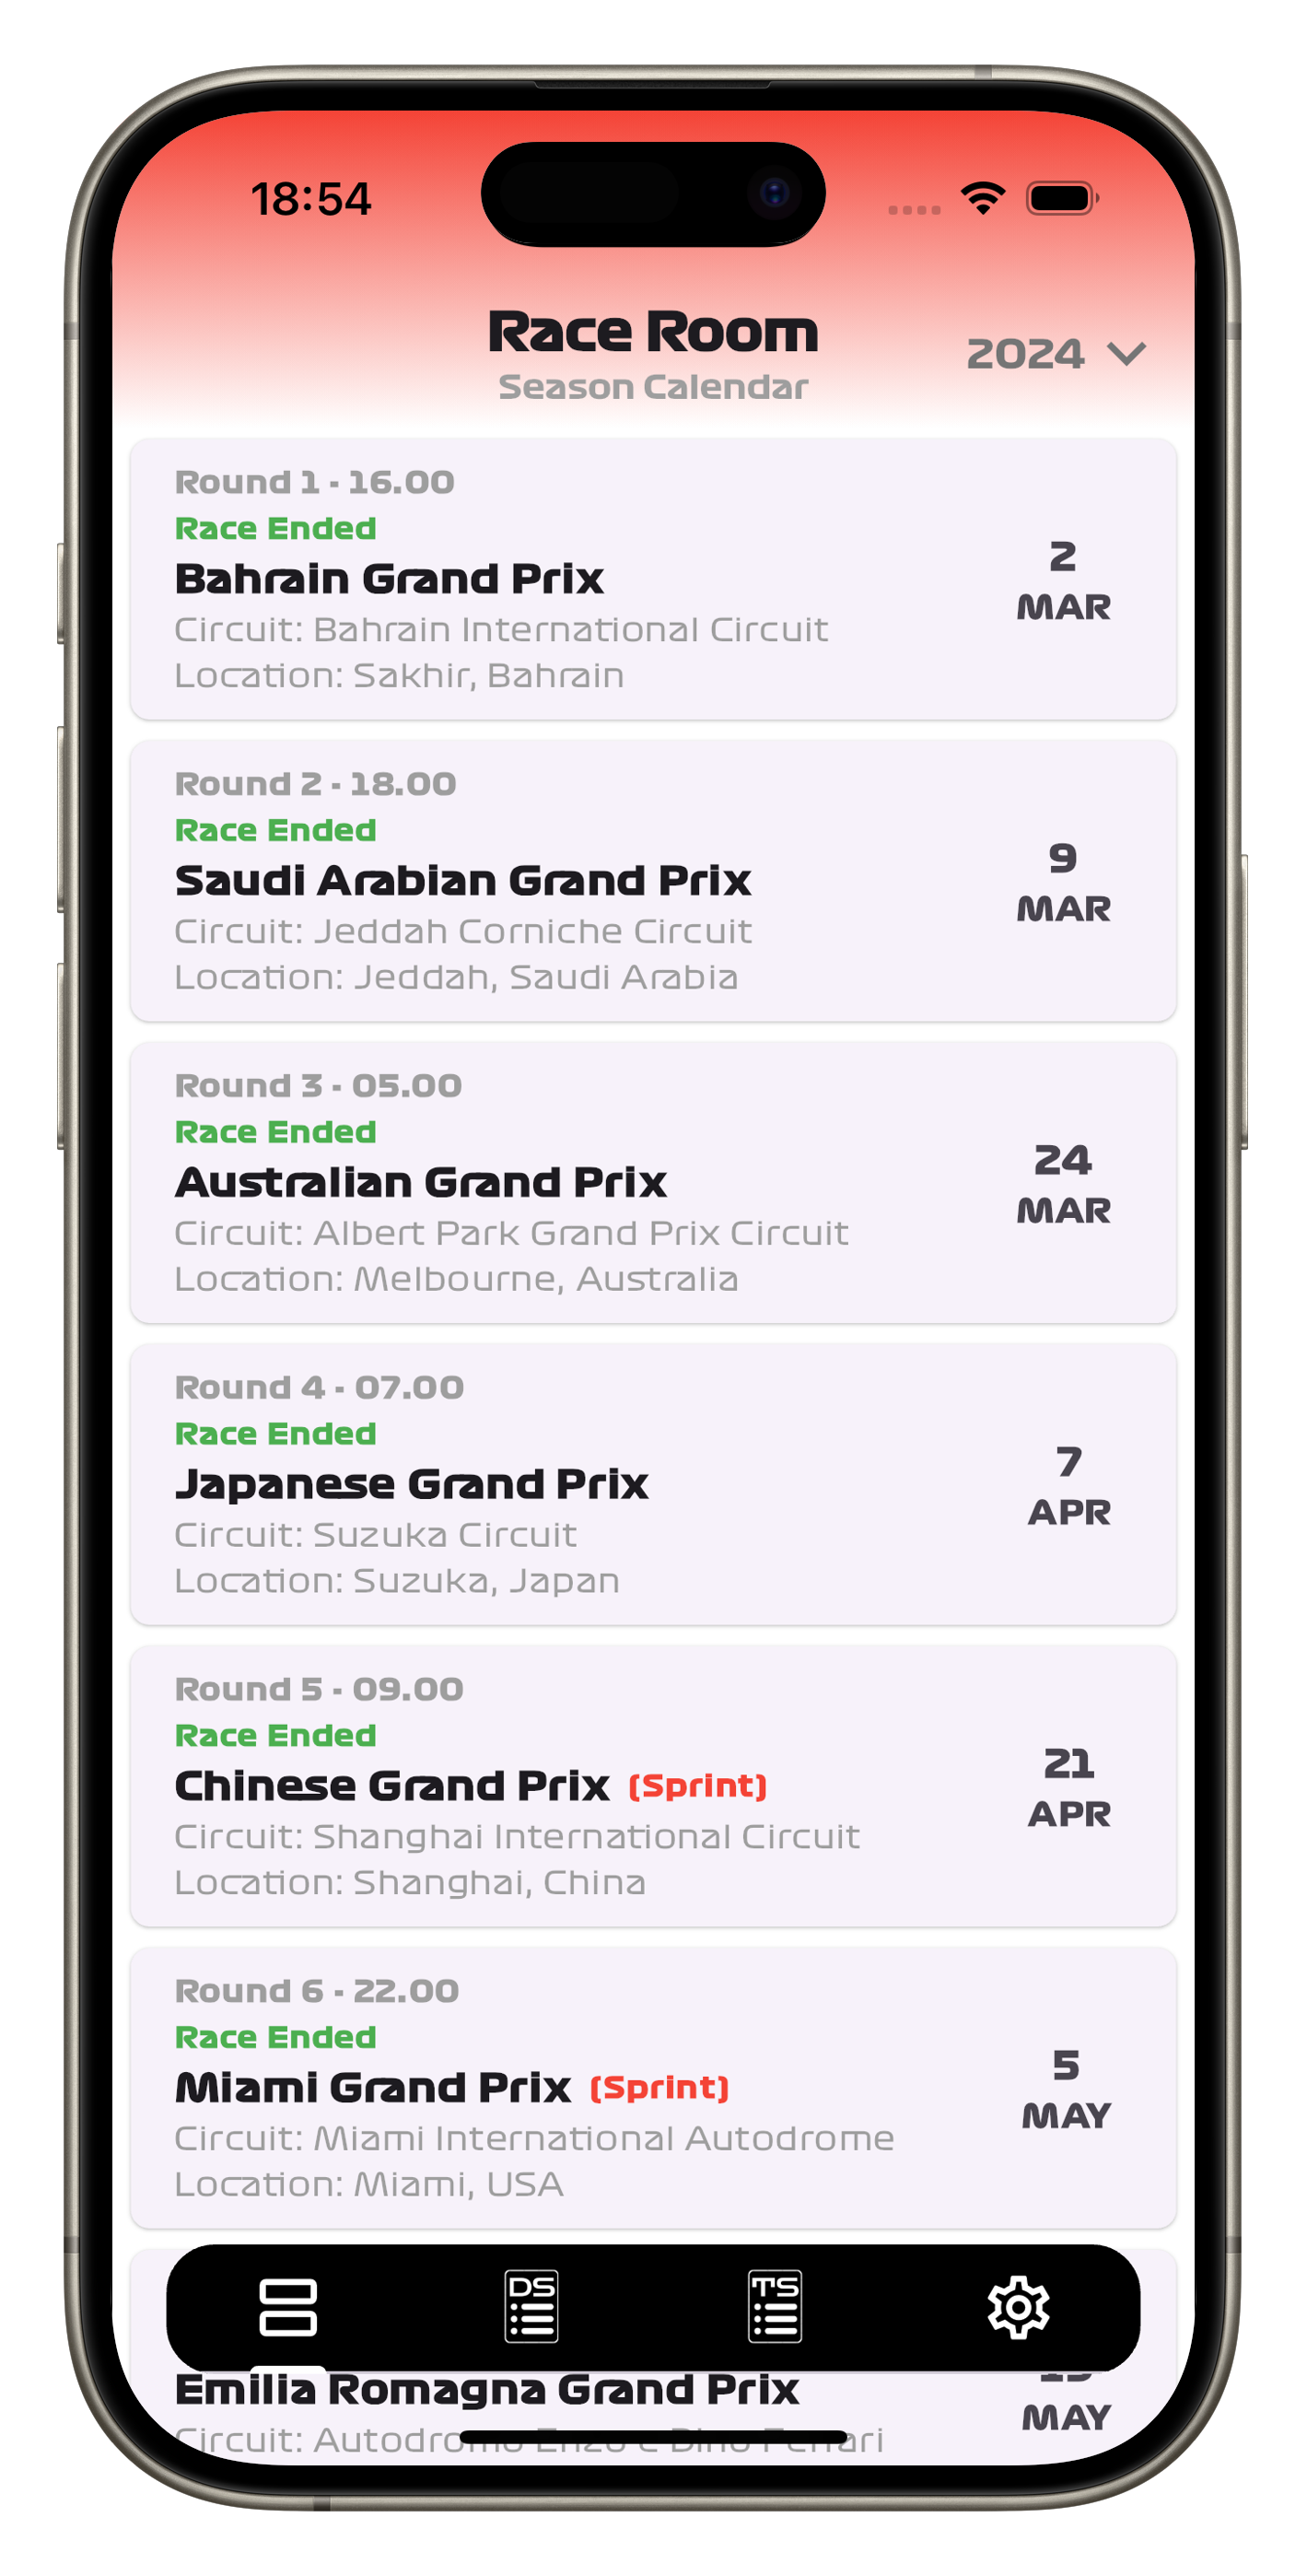 18:54
Race Room
Season Calendar
2024
Round 1 - 16.00
Race Ended
Bahrain Grand Prix
Circuit: Bahrain International Circuit
Location: Sakhir, Bahrain
2
MAR
Round 2 - 18.00
Race Ended
Saudi Arabian Grand Prix
Circuit: Jeddah Corniche Circuit
Location: Jeddah, Saudi Arabia
9
MAR
Round 3 - 05.00
Race Ended
Australian Grand Prix
Circuit: Albert Park Grand Prix Circuit
Location: Melbourne, Australia
24
MAR
Round 4 - 07.00
Race Ended
Japanese Grand Prix
Circuit: Suzuka Circuit
Location: Suzuka, Japan
7
APR
Round 5 - 09.00
Race Ended
Chinese Grand Prix (Sprint)
Circuit: Shanghai International Circuit
Location: Shanghai, China
21
APR
Round 6 - 22.00
Race Ended
Miami Grand Prix (Sprint)
Circuit: Miami International Autodrome
Location: Miami, USA
5
MAY
DS
TS
Emilia Romagna Grand Prix
MAY
Circuit: Autodromo Enzo e Dino Ferrari